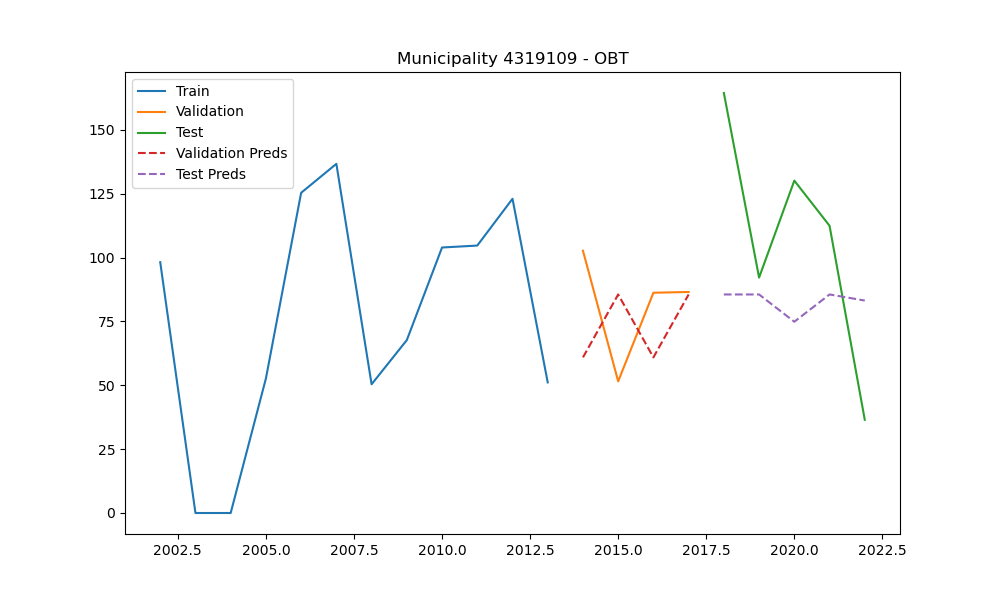 Municipality 4319109 - OBT
Train
Validation
Test
Validation Preds
Test Preds
150
125
100
75
50
25
0
2002.5 2005.0 2007.5 2010.0 2012.5 2015.0 2017.5 2020.0 2022.5